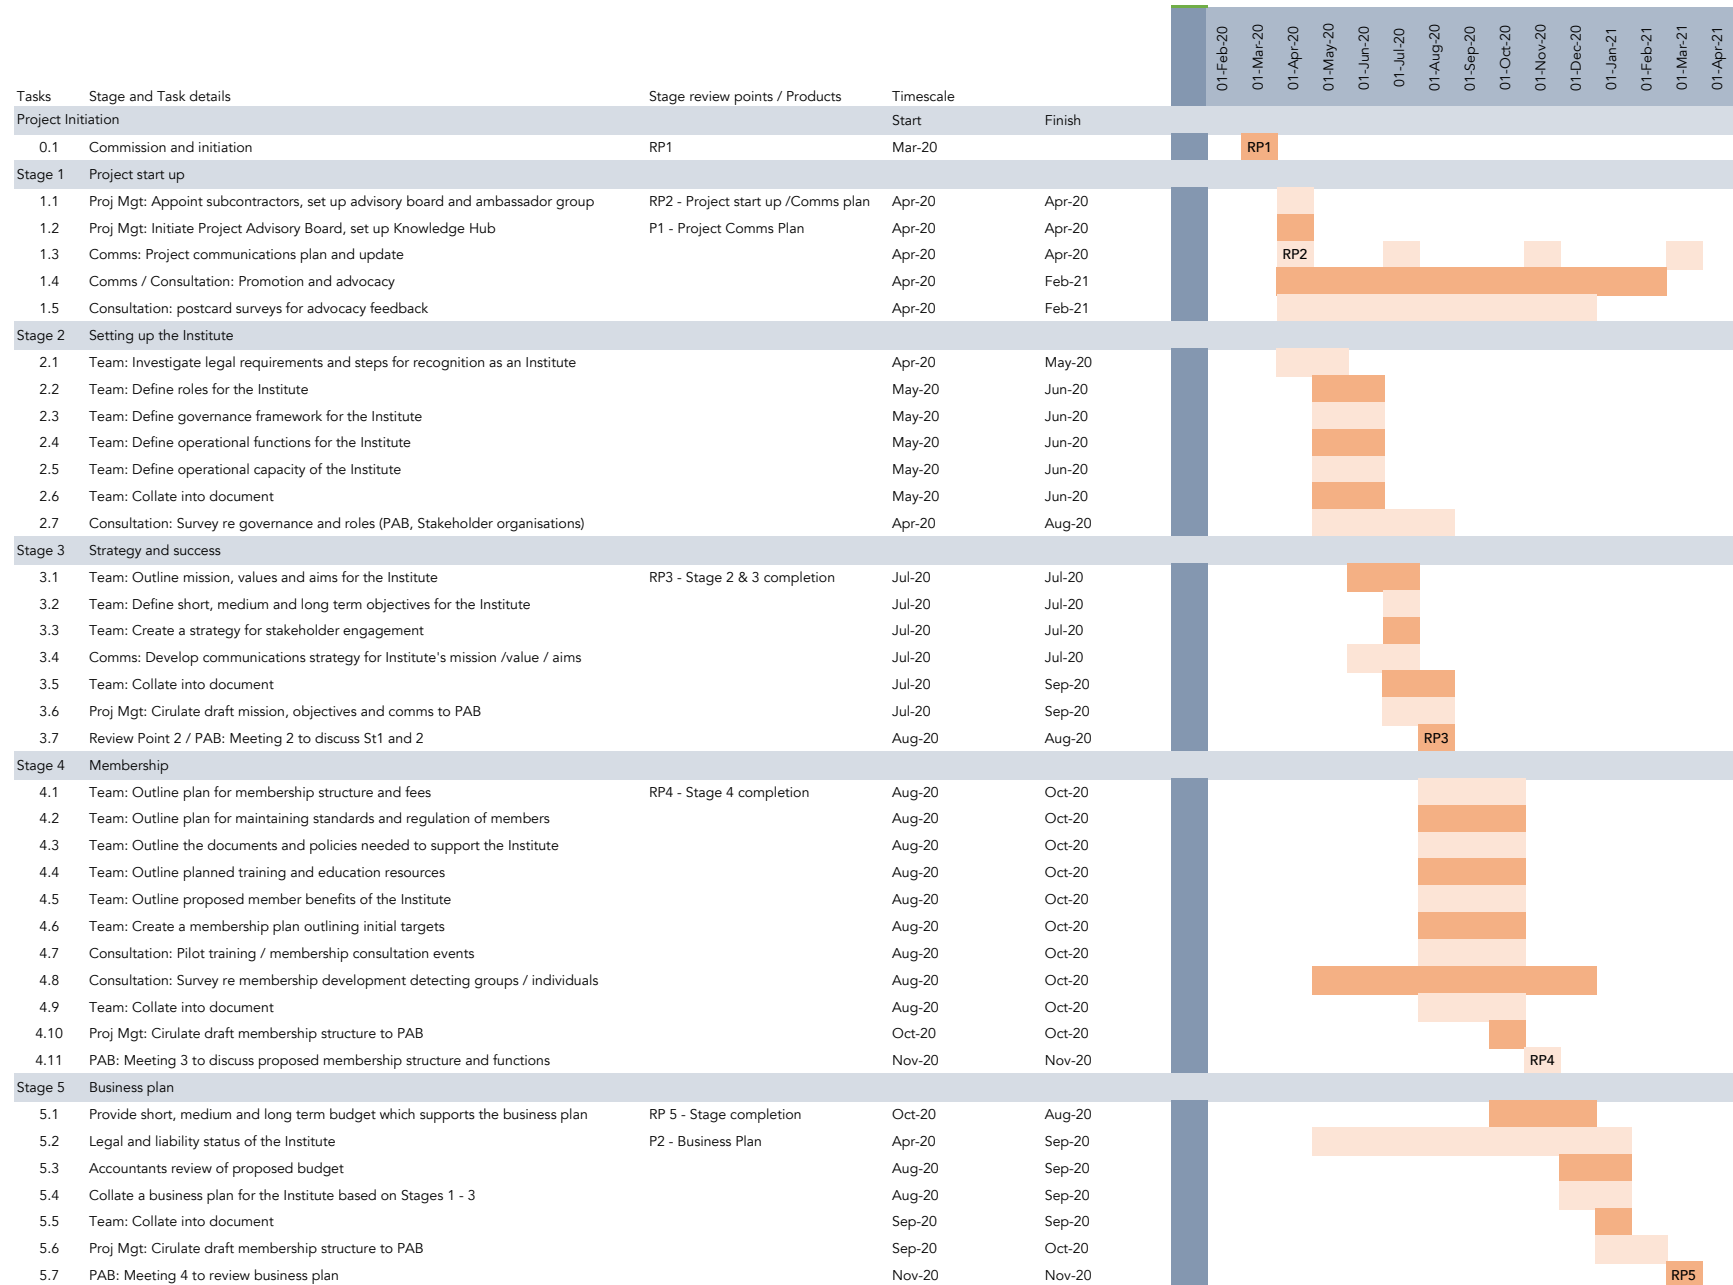 01-Feb-20 01-Mar-20 01-Apr-20 01-May-20 01-Jun-20 01-Jul-20 01-Aug-20 01-Sep-20 01-Oct-20 01-Nov-20 01-Dec-20 01-Jan-21 01-Feb-21 01-Mar-21 01-Apr-21
Tasks Stage and Task details Stage review points / Products Timescale
Project Initiation Start Finish
0.1 Commission and initiation RP1 Mar-20 RP1
Stage 1 Project start up
1.1 Proj Mgt: Appoint subcontractors, set up advisory board and ambassador group RP2 - Project start up /Comms plan Apr-20 Apr-20
1.2 Proj Mgt: Initiate Project Advisory Board, set up Knowledge Hub P1 - Project Comms Plan Apr-20 Apr-20
1.3 Comms: Project communications plan and update Apr-20 Apr-20 RP2
1.4 Comms / Consultation: Promotion and advocacy Apr-20 Feb-21
1.5 Consultation: postcard surveys for advocacy feedback Apr-20 Feb-21
Stage 2 Setting up the Institute
2.1 Team: Investigate legal requirements and steps for recognition as an Institute Apr-20 May-20
2.2 Team: Define roles for the Institute May-20 Jun-20
2.3 Team: Define governance framework for the Institute May-20 Jun-20
2.4 Team: Define operational functions for the Institute May-20 Jun-20
2.5 Team: Define operational capacity of the Institute May-20 Jun-20
2.6 Team: Collate into document May-20 Jun-20
2.7 Consultation: Survey re governance and roles (PAB, Stakeholder organisations) Apr-20 Aug-20
Stage 3 Strategy and success
3.1 Team: Outline mission, values and aims for the Institute RP3 - Stage 2 & 3 completion Jul-20 Jul-20
3.2 Team: Define short, medium and long term objectives for the Institute Jul-20 Jul-20
3.3 Team: Create a strategy for stakeholder engagement Jul-20 Jul-20
3.4 Comms: Develop communications strategy for Institute's mission /value / aims Jul-20 Jul-20
3.5 Team: Collate into document Jul-20 Sep-20
3.6 Proj Mgt: Cirulate draft mission, objectives and comms to PAB Jul-20 Sep-20
3.7 Review Point 2 / PAB: Meeting 2 to discuss St1 and 2 Aug-20 Aug-20 RP3
Stage 4 Membership
4.1 Team: Outline plan for membership structure and fees RP4 - Stage 4 completion Aug-20 Oct-20
4.2 Team: Outline plan for maintaining standards and regulation of members Aug-20 Oct-20
4.3 Team: Outline the documents and policies needed to support the Institute Aug-20 Oct-20
4.4 Team: Outline planned training and education resources Aug-20 Oct-20
4.5 Team: Outline proposed member benefits of the Institute Aug-20 Oct-20
4.6 Team: Create a membership plan outlining initial targets Aug-20 Oct-20
4.7 Consultation: Pilot training / membership consultation events Aug-20 Oct-20
4.8 Consultation: Survey re membership development detecting groups / individuals Aug-20 Oct-20
4.9 Team: Collate into document Aug-20 Oct-20
4.10 Proj Mgt: Cirulate draft membership structure to PAB Oct-20 Oct-20
4.11 PAB: Meeting 3 to discuss proposed membership structure and functions Nov-20 Nov-20 RP4
Stage 5 Business plan
5.1 Provide short, medium and long term budget which supports the business plan RP 5 - Stage completion Oct-20 Aug-20
5.2 Legal and liability status of the Institute P2 - Business Plan Apr-20 Sep-20
5.3 Accountants review of proposed budget Aug-20 Sep-20
5.4 Collate a business plan for the Institute based on Stages 1 - 3 Aug-20 Sep-20
5.5 Team: Collate into document Sep-20 Sep-20
5.6 Proj Mgt: Cirulate draft membership structure to PAB Sep-20 Oct-20
5.7 PAB: Meeting 4 to review business plan Nov-20 Nov-20 RP5